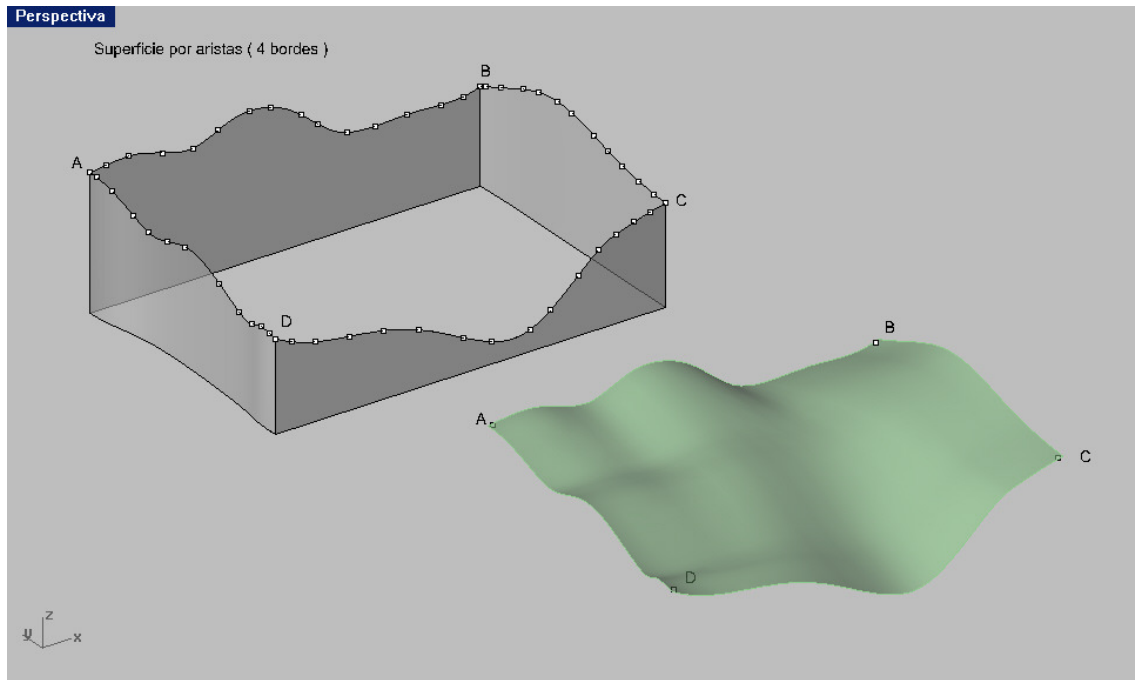 Perspectiva
Superficie por aristas ( 4 bordes )
B
A
C
D
B
A
C
D
z
y
x